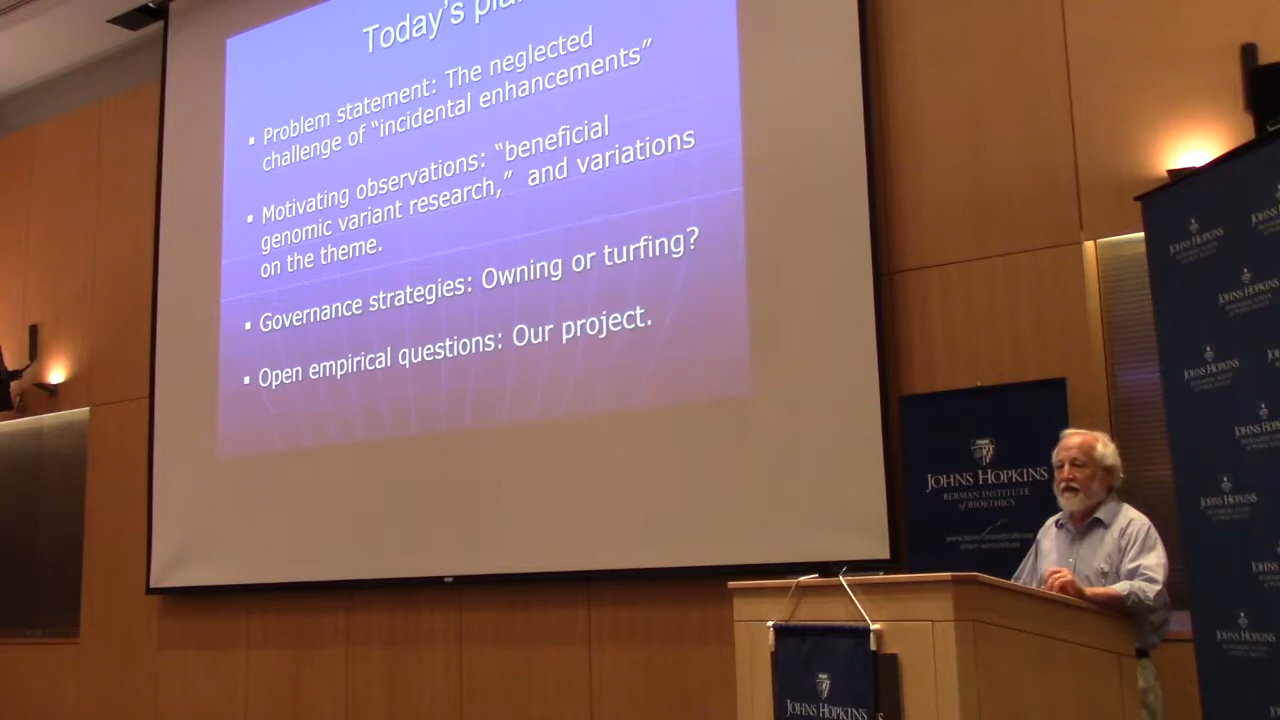 Today's
Problem statement: The neglected
challenge of “incidental enhancements”
Motivating observations: “beneficial
genomic variant research,” and variations
on the theme.
Governance strategies: Owning or turfing?
Open empirical questions: Our project.
JOHNS HOPKINS
BERMAN INSTITUTE
of BIOETHICS
JOHNS HOPKINS
JOHNS HOPKINS
JOHNS HOPKINS
JOHNS HOPKINS
JOHNS HOPKINS
JOHNS HOPKINS
JOHNS HOPKINS